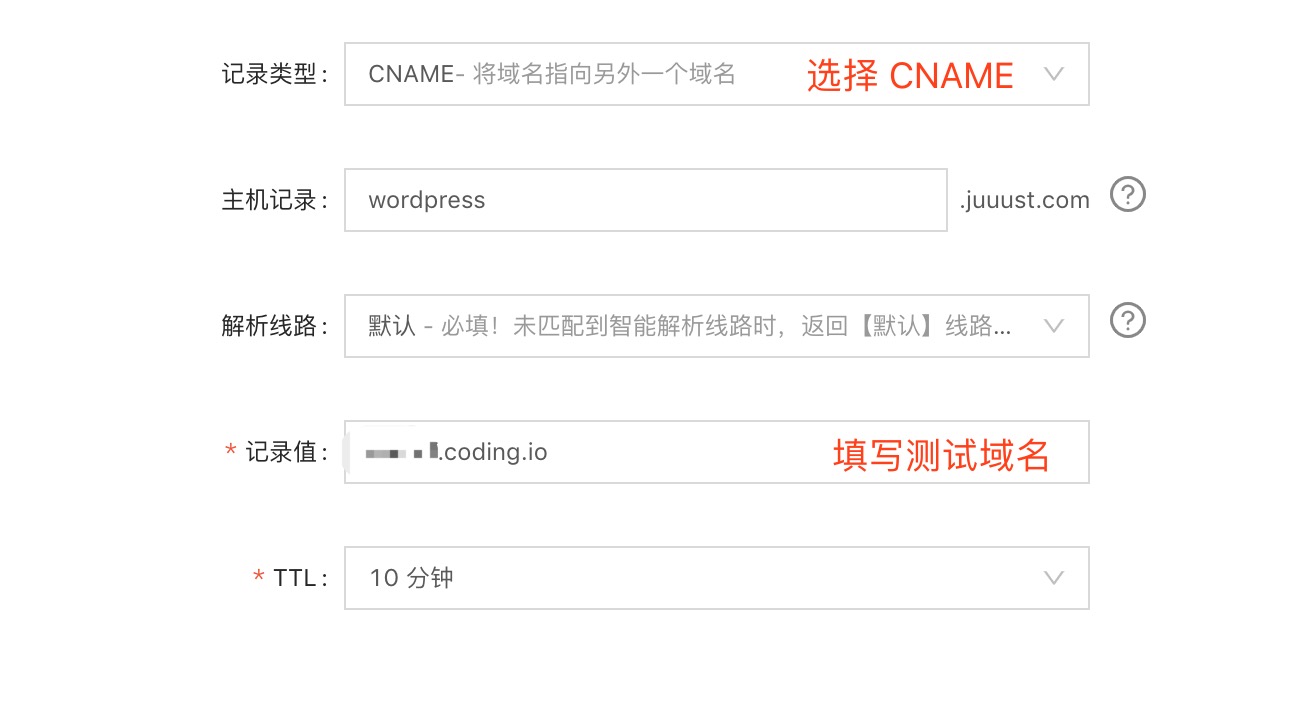 记录类型: CNAME- 将域名指向另外一个域名 选择 CNAME
主机记录: wordpress .juuust.com ?
解析线路: 默认 - 必填！未匹配到智能解析线路时，返回【默认】线路... ?
* 记录值: .coding.io 填写测试域名
* TTL: 10 分钟